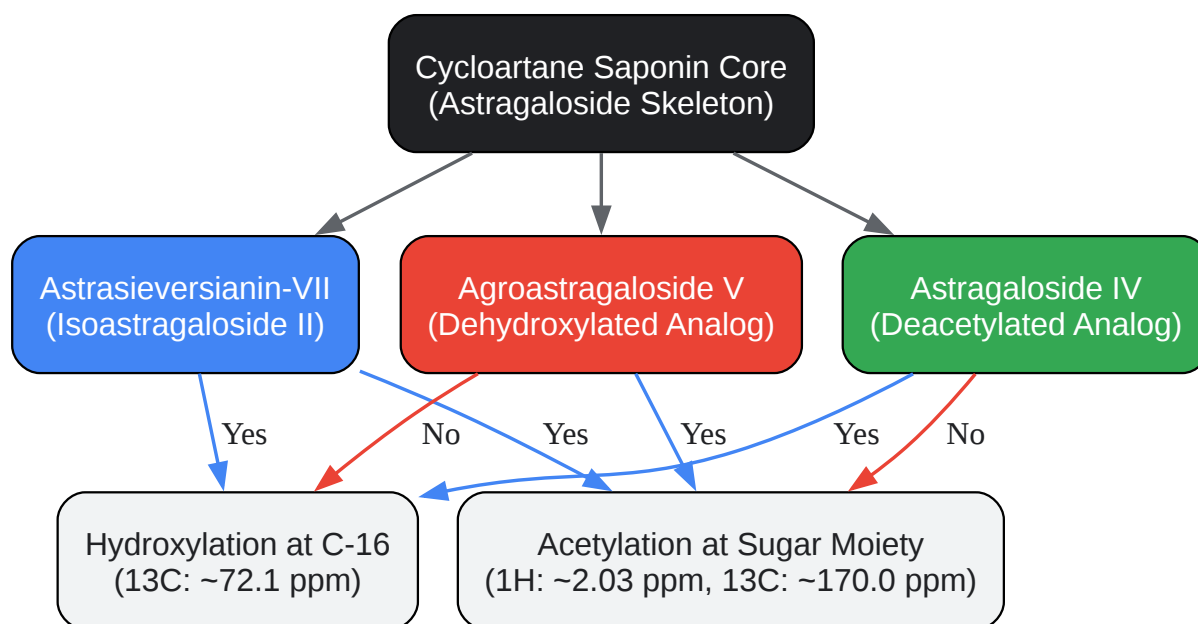 Cycloartane Saponin Core
(Astragaloside Skeleton)
Astrasieversianin-VII
(Isoastragaloside II)
Agroastragaloside V
(Dehydroxylated Analog)
Astragaloside IV
(Deacetylated Analog)
Yes
No
Yes
Yes
Yes
No
Hydroxylation at C-16
(13C: ~72.1 ppm)
Acetylation at Sugar Moiety
(1H: ~2.03 ppm, 13C: ~170.0 ppm)